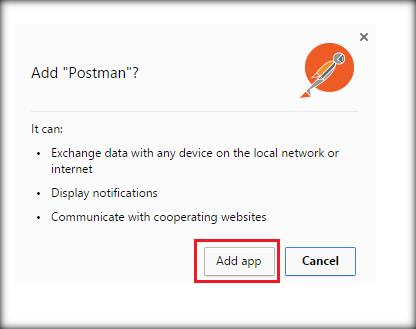 Add "Postman"?
It can:
• Exchange data with any device on the local network or
internet
• Display notifications
• Communicate with cooperating websites
Add app
Cancel